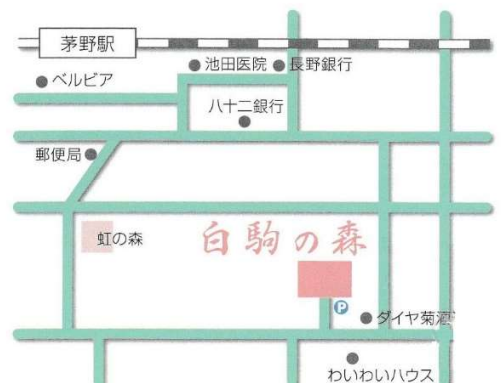 茅野駅
池田医院
長野銀行
ベルビア
八十二銀行
郵便局
白駒の森
虹の森
P
ダイヤ菊酒
わいわいハウス